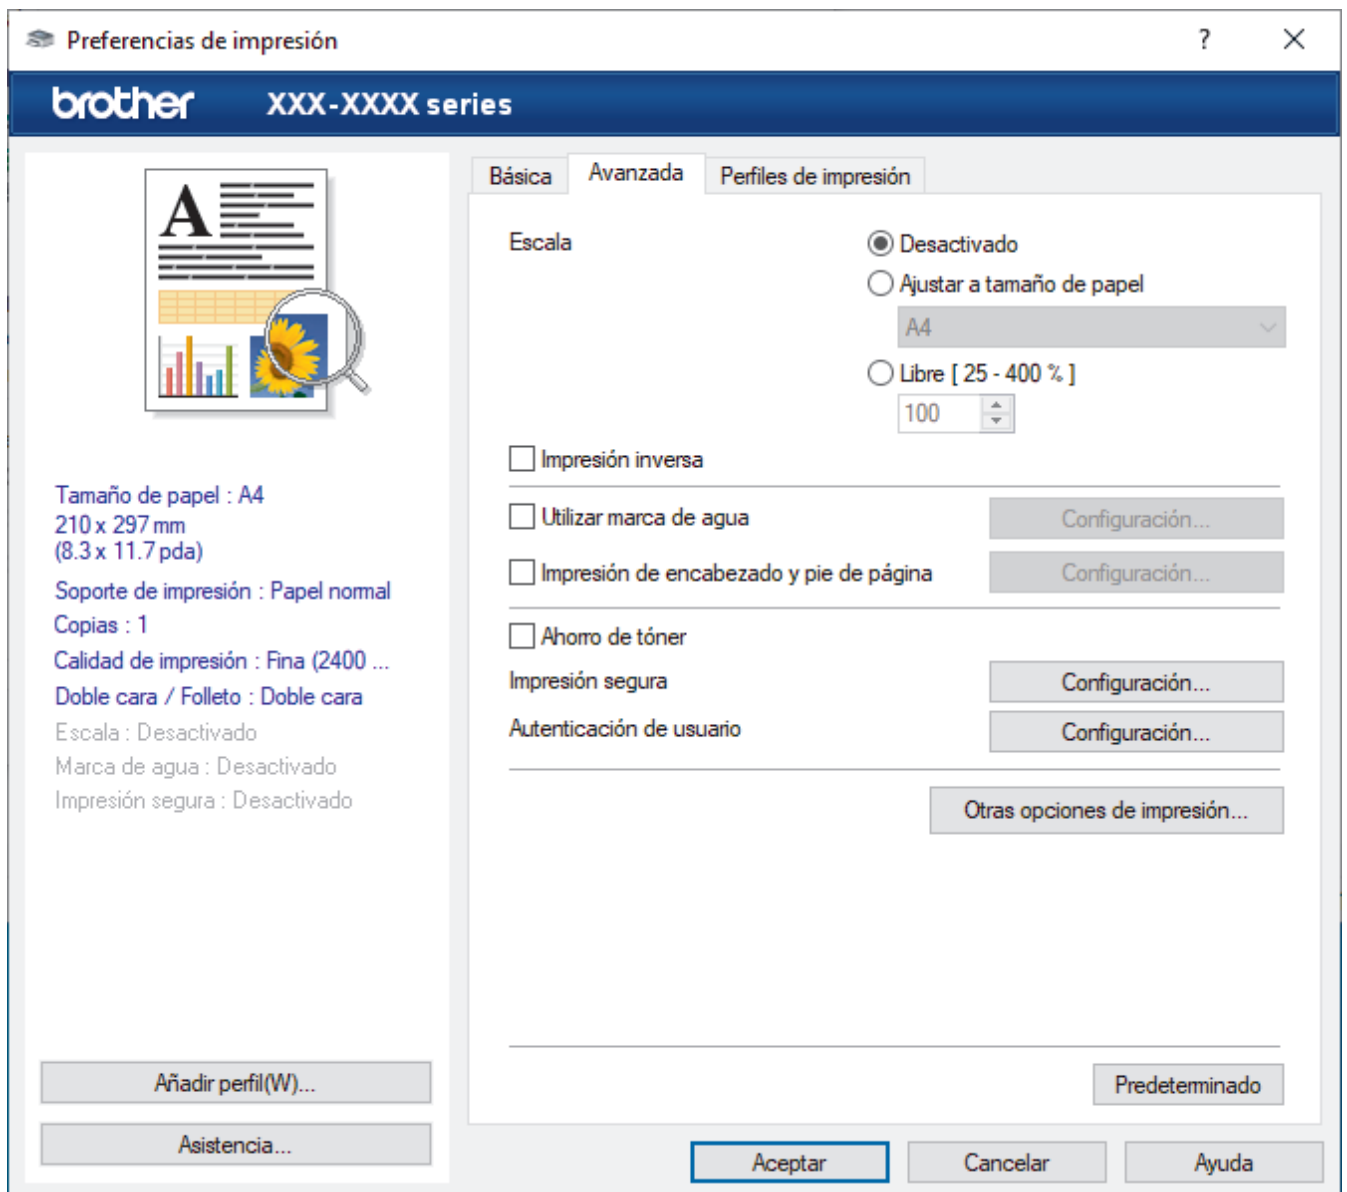 Preferencias de impresión
?
brother XXX-XXXX series
A
Tamaño de papel : A4
210 x 297 mm
(8.3 x 11.7 pda)
Soporte de impresión : Papel normal
Copias : 1
Calidad de impresión : Fina (2400 ...
Doble cara / Folleto : Doble cara
Escala : Desactivado
Marca de agua : Desactivado
Impresión segura : Desactivado
Añadir perfil(W)...
Asistencia...
Básica Avanzada Perfiles de impresión
Escala
Desactivado
Ajustar a tamaño de papel
A4
Libre [ 25 - 400 % ]
100
Impresión inversa
Utilizar marca de agua Configuración...
Impresión de encabezado y pie de página Configuración...
Ahorro de tóner
Impresión segura Configuración...
Autenticación de usuario Configuración...
Otras opciones de impresión...
Predeterminado
Aceptar Cancelar Ayuda